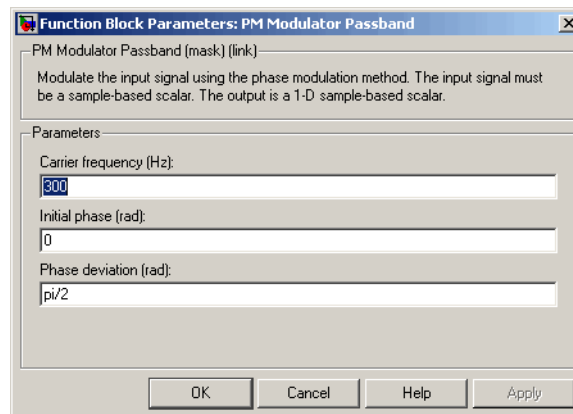 Function Block Parameters: PM Modulator Passband
PM Modulator Passband (mask) (link)
Modulate the input signal using the phase modulation method. The input signal must
be a sample-based scalar. The output is a 1-D sample-based scalar.
Parameters
Carrier frequency (Hz):
300
Initial phase (rad):
0
Phase deviation (rad):
pi/2
OK Cancel Help Apply